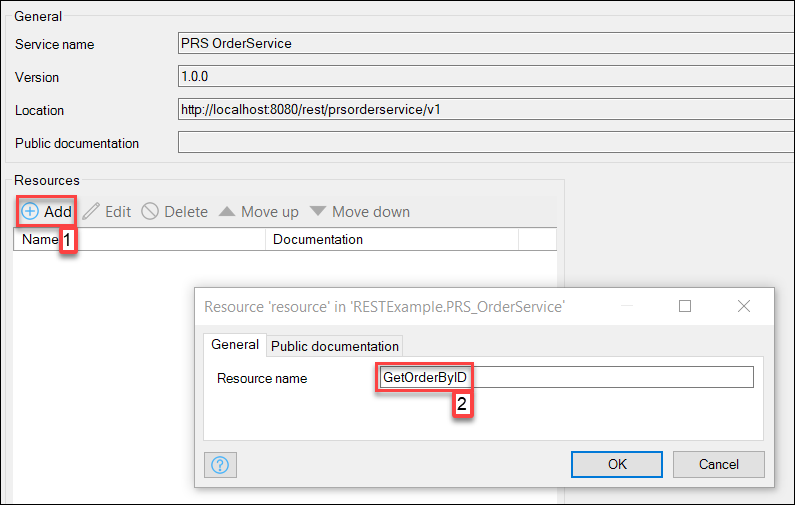 General
Service name PRS OrderService
Version 1.0.0
Location http://localhost:8080/rest/prsorderservice/v1
Public documentation
Resources
Add Edit Delete Move up Move down
Name 1 Documentation
Resource 'resource' in 'RESTExample.PRS_OrderService'
General Public documentation
Resource name GetOrderByID
2
? OK Cancel